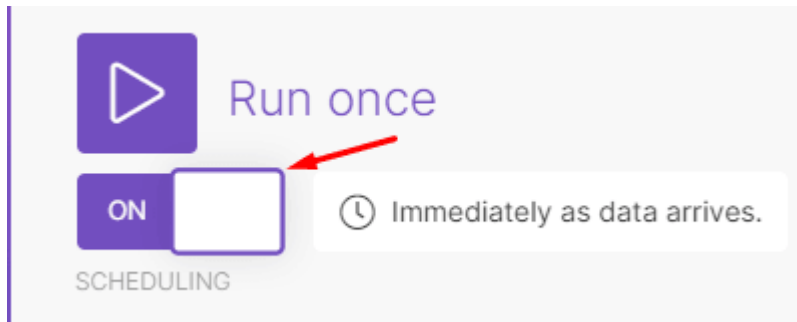 Run once
ON
Immediately as data arrives.
SCHEDULING